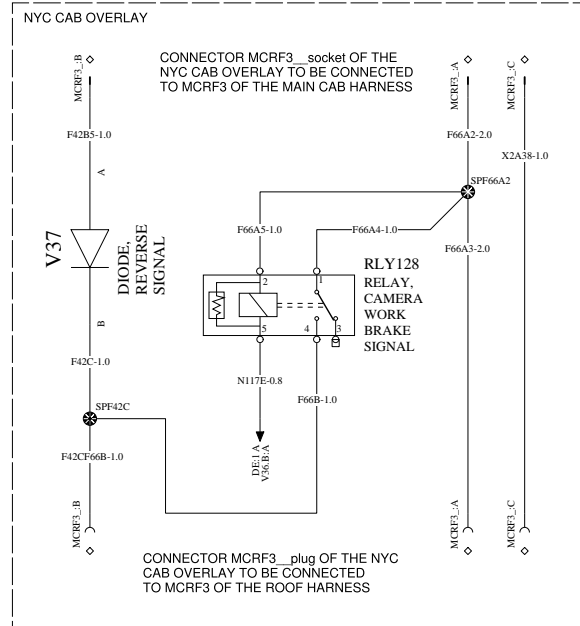 NYC CAB OVERLAY
CONNECTOR MCRF3__socket OF THE
NYC CAB OVERLAY TO BE CONNECTED
TO MCRF3 OF THE MAIN CAB HARNESS
MCRF3_:B
MCRF3_:A
MCRF3_:C
F42B5-1.0
F66A2-2.0
X2A38-1.0
A
SPF66A2
V37
DIODE,
REVERSE
SIGNAL
F66A5-1.0
F66A4-1.0
F66A3-2.0
RLY128
RELAY,
CAMERA
WORK
BRAKE
SIGNAL
2
1
5
4
3
B
F42C-1.0
N117E-0.8
F66B-1.0
SPF42C
F42CF66B-1.0
DE:1 A
V36.B:A
MCRF3_:B
MCRF3_:A
MCRF3_:C
CONNECTOR MCRF3__plug OF THE NYC
CAB OVERLAY TO BE CONNECTED
TO MCRF3 OF THE ROOF HARNESS